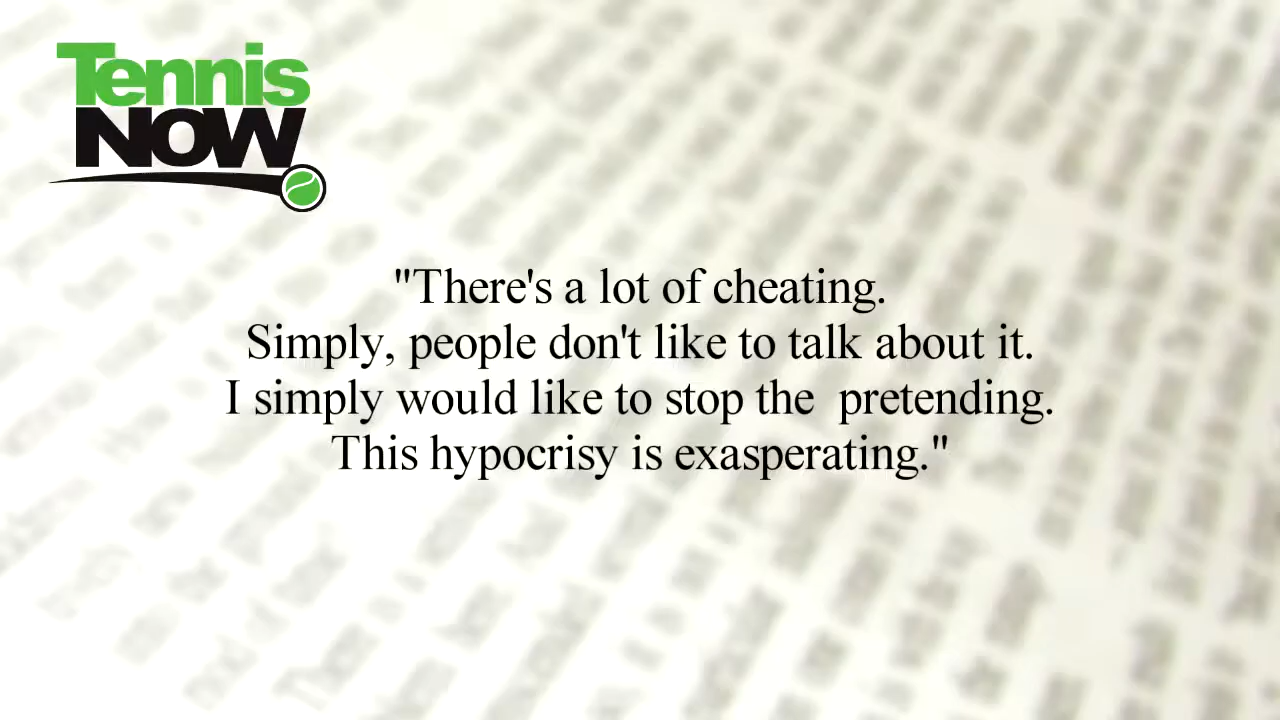 Tennis
NOW
"There's a lot of cheating.
Simply, people don't like to talk about it.
I simply would like to stop the  pretending.
This hypocrisy is exasperating."